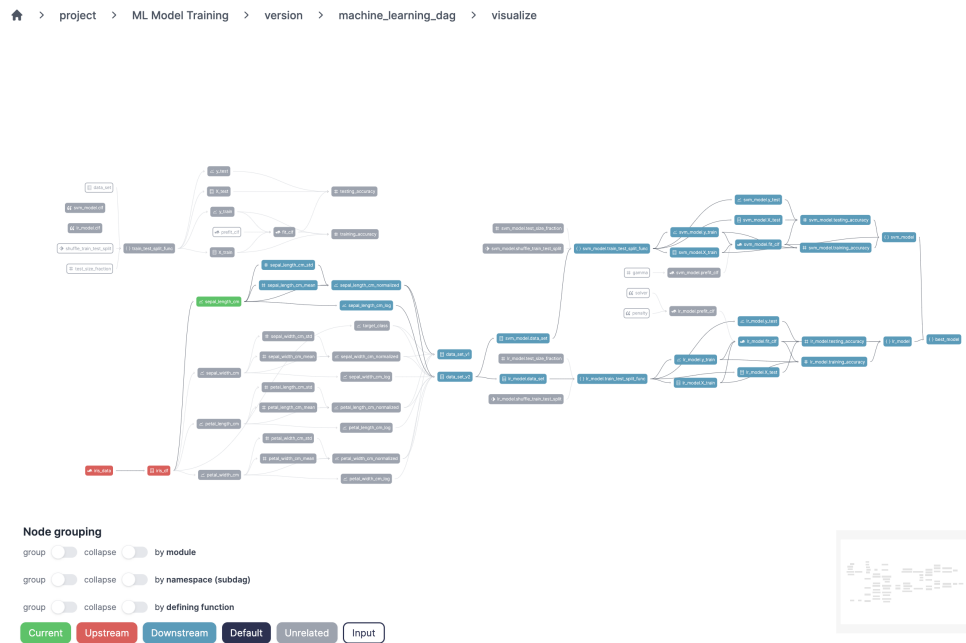 > project > ML Model Training > version > machine_learning_dag > visualize
y_test
data_set
X_test
testing_accuracy
svm_model.y_test
svm_model.clf
y_train
svm_model.X_test
svm_model.testing_accuracy
lr_model.clf
prefit_clf
fit_clf
training_accuracy
svm_model.test_size_fraction
svm_model.y_train
svm_model
shuffle_train_test_split
train_test_split_func
X_train
svm_model.shuffle_train_test_split
svm_model.train_test_split_func
svm_model.X_train
svm_model.fit_clf
svm_model.training_accuracy
test_size_fraction
sepal_length_cm_std
gamma
svm_model.prefit_clf
sepal_length_cm_mean
sepal_length_cm_normalized
solver
sepal_length_cm
sepal_length_cm_log
penalty
lr_model.prefit_clf
target_class
lr_model.y_test
sepal_width_cm_std
svm_model.data_set
lr_model.fit_clf
lr_model.testing_accuracy
lr_model
best_model
sepal_width_cm_mean
sepal_width_cm_normalized
data_set_v1
lr_model.test_size_fraction
lr_model.y_train
lr_model.training_accuracy
sepal_width_cm
sepal_width_cm_log
data_set_v2
lr_model.data_set
lr_model.train_test_split_func
lr_model.X_train
lr_model.X_test
petal_length_cm_std
lr_model.shuffle_train_test_split
petal_length_cm_mean
petal_length_cm_normalized
petal_length_cm
petal_length_cm_log
petal_width_cm_std
petal_width_cm_mean
petal_width_cm_normalized
iris_data
iris_df
petal_width_cm
petal_width_cm_log
Node grouping
group collapse by module
group collapse by namespace (subdag)
group collapse by defining function
Current Upstream Downstream Default Unrelated Input